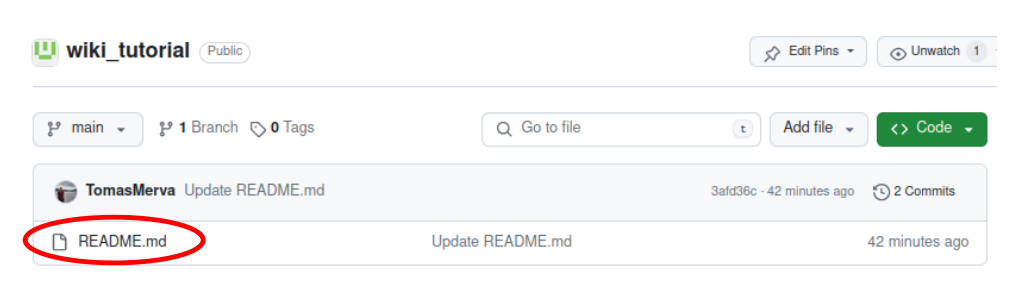 wiki_tutorial Public Edit Pins Unwatch 1
main 1 Branch 0 Tags Go to file t Add file <> Code
TomasMerva Update README.md 3afd36c · 42 minutes ago 2 Commits
README.md Update README.md 42 minutes ago